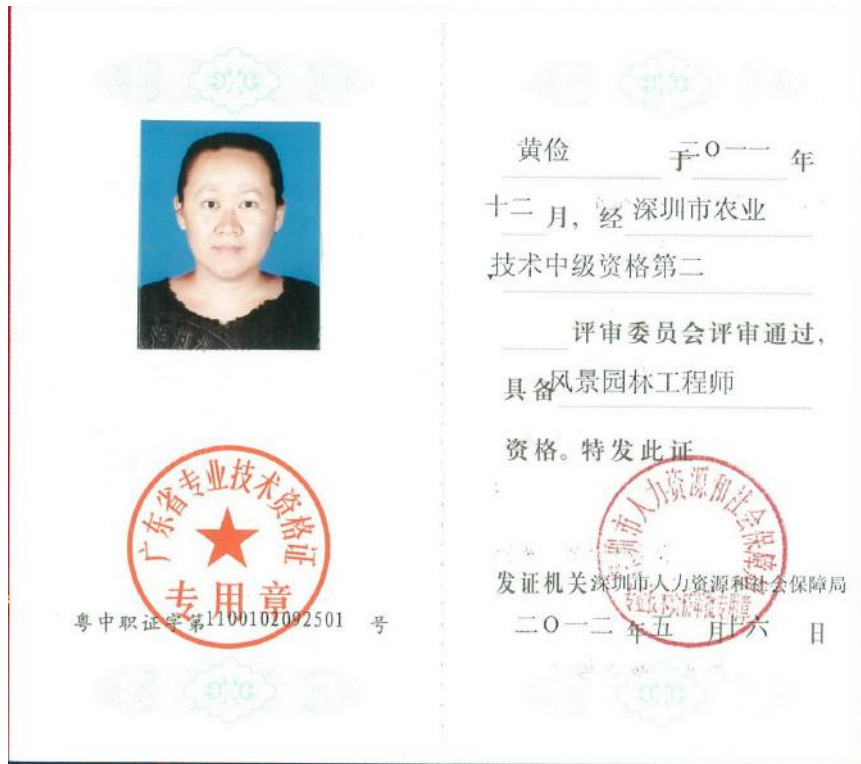 广东省专业技术资格证
专用章
粤中职证字第1100102092501 号
黄俭 于二〇一一年
十二月，经深圳市农业
技术中级资格第二
评审委员会评审通过，
具备风景园林工程师
资格。特发此证
深圳市人力资源和社会保障局
发证机关深圳市人力资源和社会保障局
二〇一二年五月十六日